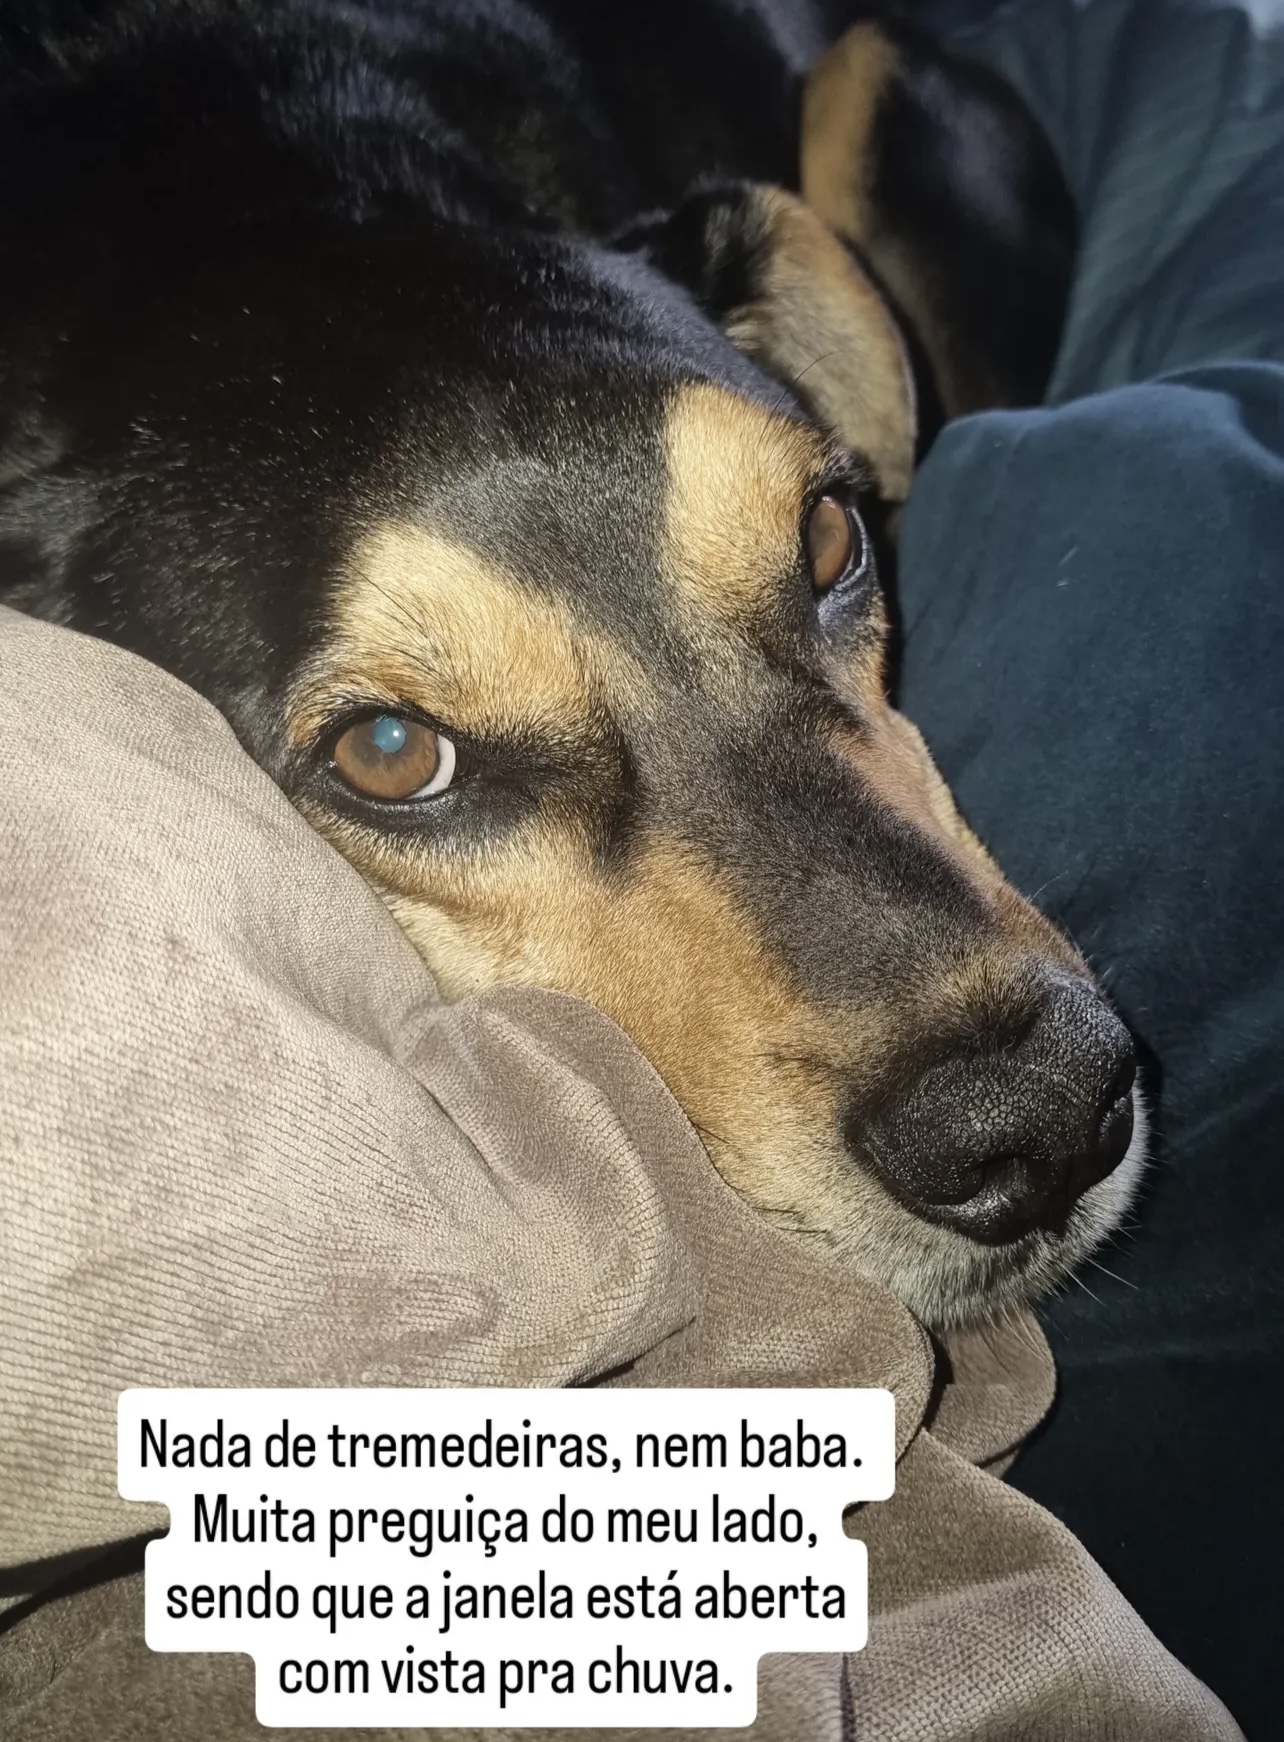 Nada de tremedeiras, nem baba.
Muita preguiça do meu lado,
sendo que a janela está aberta
com vista pra chuva.